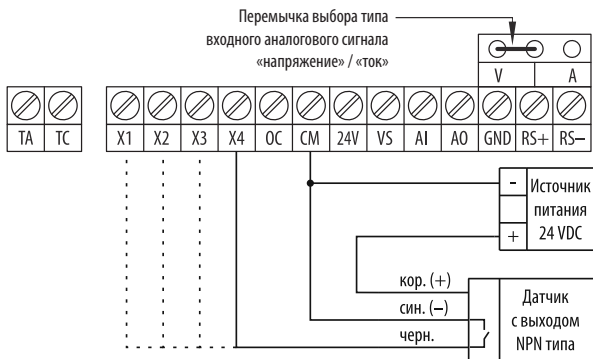 Перемычка выбора типа
входного аналогового сигнала
«напряжение» / «ток»
V A
TA TC X1 X2 X3 X4 OC CM 24V VS AI AO GND RS+ RS−
- Источник
питания
+ 24 VDC
кор. (+)
син. (−)
черн.
Датчик
с выходом
NPN типа